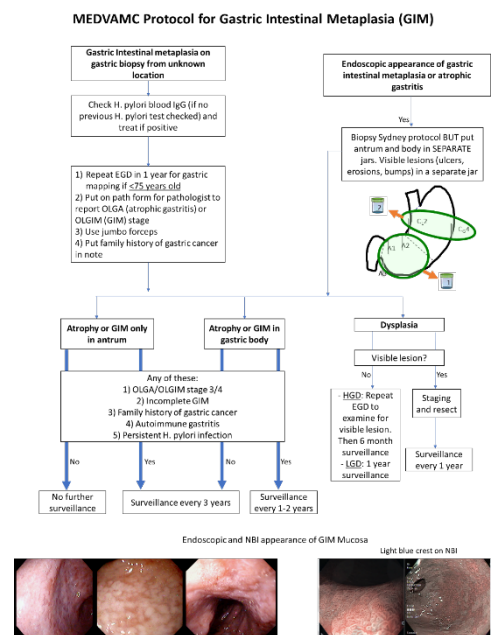 MEDVAMC Protocol for Gastric Intestinal Metaplasia (GIM)
Gastric Intestinal metaplasia on
gastric biopsy from unknown
location
Check H. pylori blood IgG (if no
previous H. pylori test checked) and
treat if positive
1) Repeat EGD in 1 year for gastric
mapping if <75 years old
2) Put on path form for pathologist to
report OLGA (atrophic gastritis) or
OLGIM (GIM) stage
3) Use jumbo forceps
4) Put family history of gastric cancer
in note
Endoscopic appearance of gastric
intestinal metaplasia or atrophic
gastritis
Yes
Biopsy Sydney protocol BUT put
antrum and body in SEPARATE
jars. Visible lesions (ulcers,
erosions, bumps) in a separate jar
2
A1
A2
1
Atrophy or GIM only
in antrum
Atrophy or GIM in
gastric body
Dysplasia
Visible lesion?
Any of these:
1) OLGA/OLGIM stage 3/4
2) Incomplete GIM
3) Family history of gastric cancer
4) Autoimmune gastritis
5) Persistent H. pylori infection
No
Yes
- HGD: Repeat
EGD to
examine for
visible lesion.
Then 6 month
surveillance
- LGD: 1 year
surveillance
Staging
and resect
Surveillance
every 1 year
No
Yes
No
Yes
No further
surveillance
Surveillance every 3 years
Surveillance
every 1-2 years
Endoscopic and NBI appearance of GIM Mucosa
Light blue crest on NBI